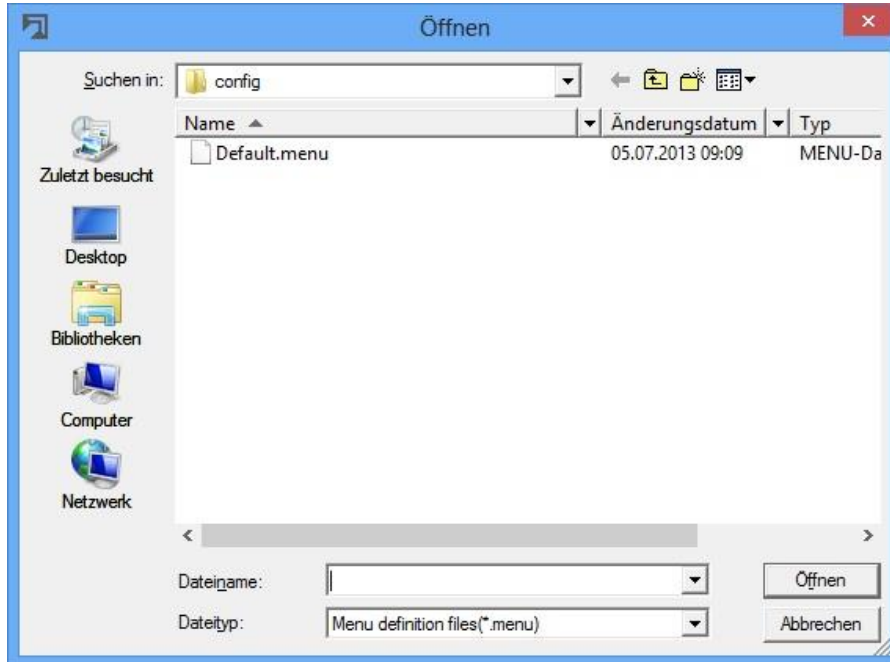 Öffnen
Suchen in:
config
Name
Änderungsdatum
Typ
Default.menu
05.07.2013 09:09
MENU-Da
Zuletzt besucht
Desktop
Bibliotheken
Computer
Netzwerk
Dateiname:
Öffnen
Dateityp:
Menu definition files(*.menu)
Abbrechen